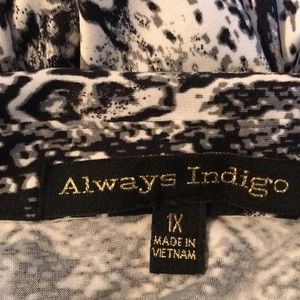 Always Indigo
1X
MADE IN
VIETNAM